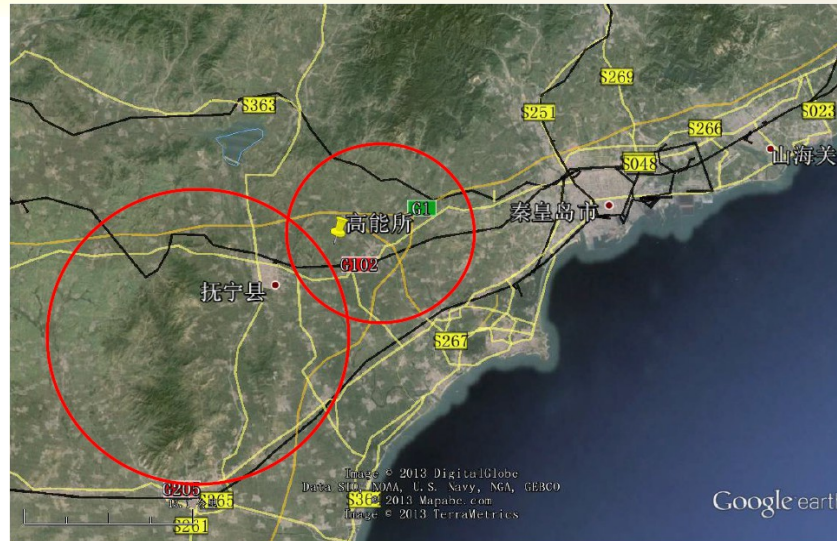 S269
S363
S251
S023
S266
S048
山海关
G1
秦皇岛市
高能所
G102
抚宁县
S267
G205
S265
S261
Image © 2013 DigitalGlobe
Data SIO, NOAA, U.S. Navy, NGA, GEBCO
© 2013 Mapabc.com
Image © 2013 TerraMetrics
Google earth